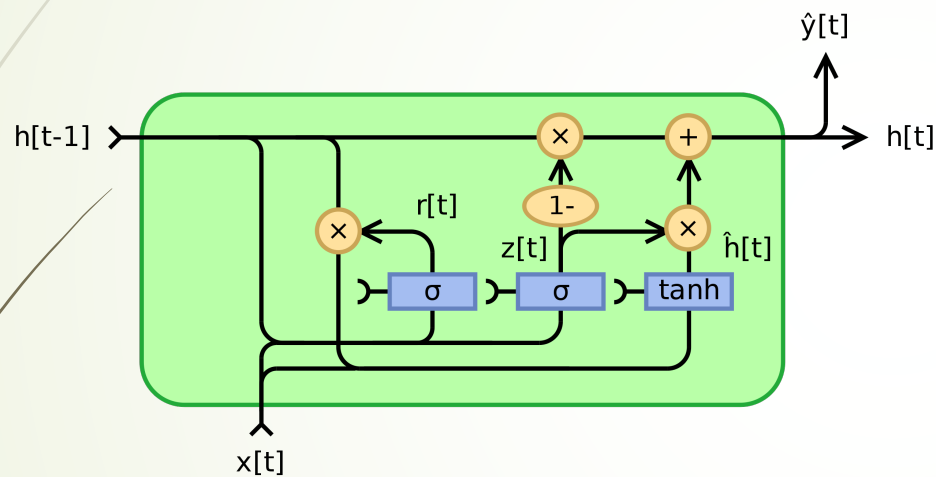 ŷ[t]
h[t-1]
×
+
h[t]
1-
r[t]
×
z[t]
×
ĥ[t]
σ
σ
tanh
x[t]